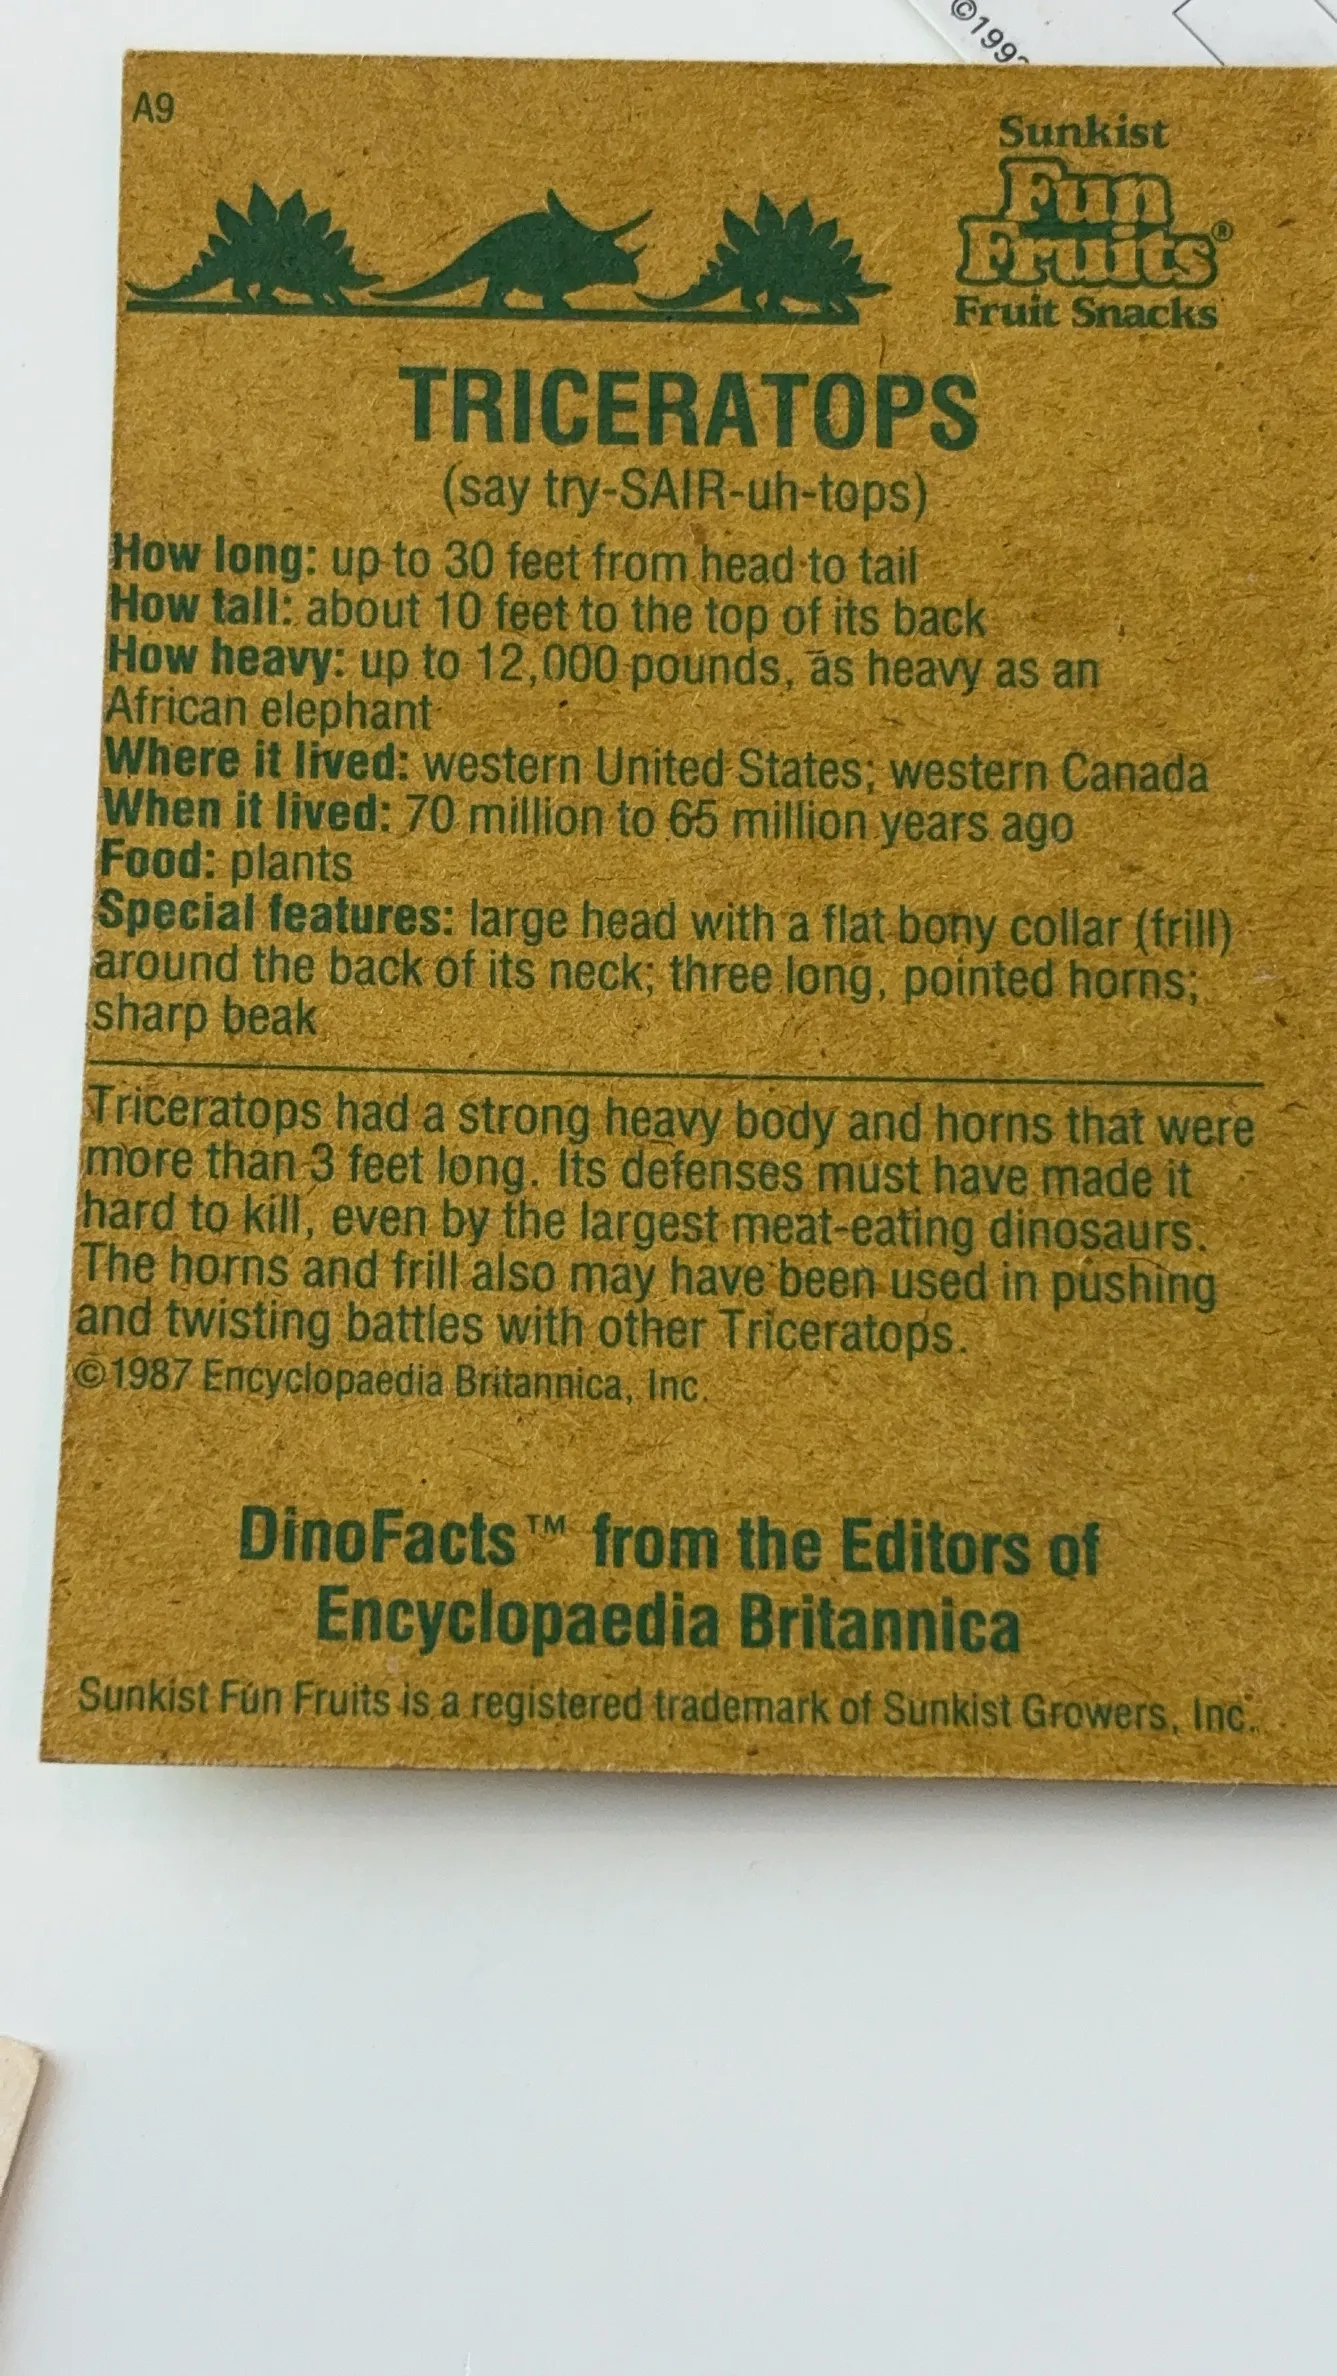 ©199
A9
Sunkist
Fun
Fruits®
Fruit Snacks
TRICERATOPS
(say try-SAIR-uh-tops)
How long: up to 30 feet from head to tail
How tall: about 10 feet to the top of its back
How heavy: up to 12,000 pounds, as heavy as an
African elephant
Where it lived: western United States; western Canada
When it lived: 70 million to 65 million years ago
Food: plants
Special features: large head with a flat bony collar (frill)
around the back of its neck; three long, pointed horns;
sharp beak
Triceratops had a strong heavy body and horns that were
more than 3 feet long. Its defenses must have made it
hard to kill, even by the largest meat-eating dinosaurs.
The horns and frill also may have been used in pushing
and twisting battles with other Triceratops.
©1987 Encyclopaedia Britannica, Inc.
DinoFacts™ from the Editors of
Encyclopaedia Britannica
Sunkist Fun Fruits is a registered trademark of Sunkist Growers, Inc.